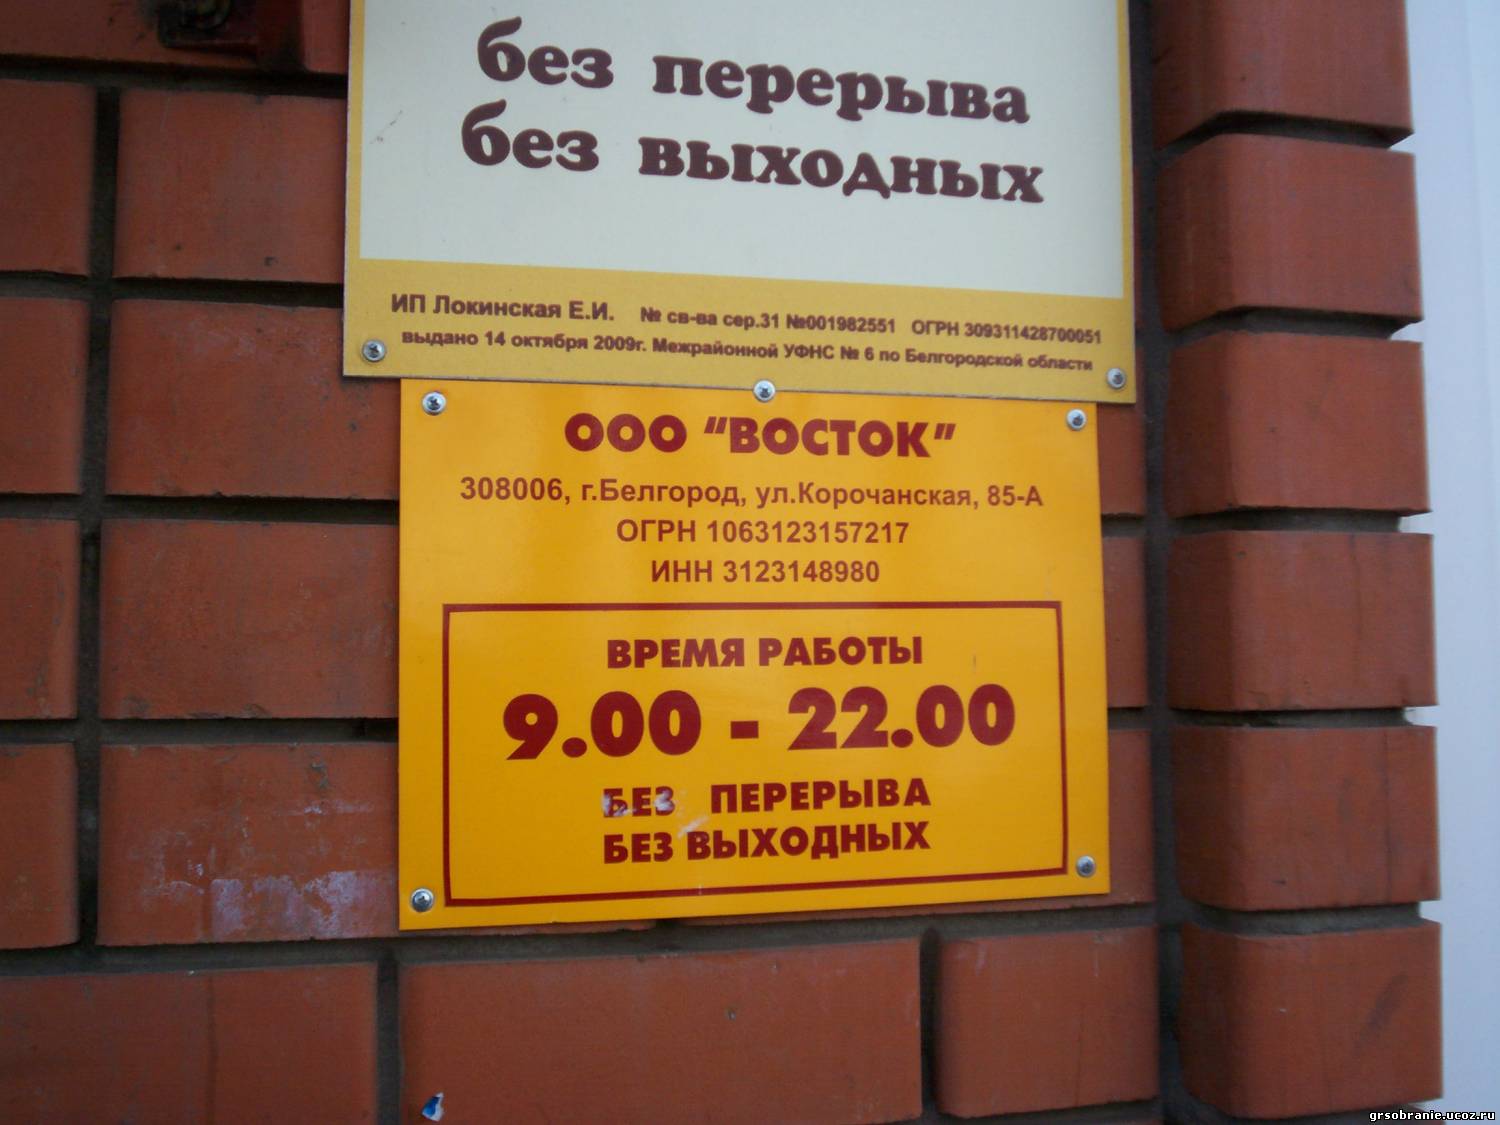 без перерыва
без выходных
ИП Локинская Е.И. № св-ва сер.31 №001982551 ОГРН 309311428700051
выдано 14 октября 2009г. Межрайонной УФНС № 6 по Белгородской области
ООО "ВОСТОК"
308006, г.Белгород, ул.Корочанская, 85-А
ОГРН 1063123157217
ИНН 3123148980
ВРЕМЯ РАБОТЫ
9.00 - 22.00
БЕЗ ПЕРЕРЫВА
БЕЗ ВЫХОДНЫХ
grsobranie.ucoz.ru